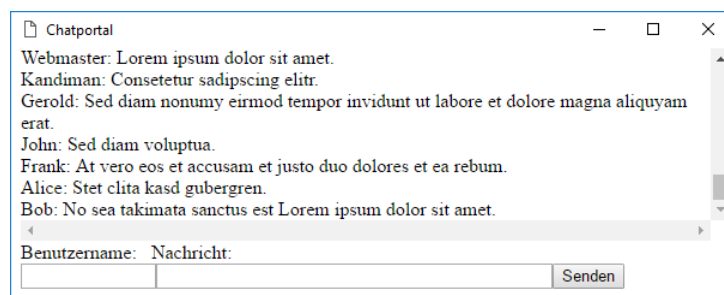 Chatportal
Webmaster: Lorem ipsum dolor sit amet.
Kandiman: Consetetur sadipscing elitr.
Gerold: Sed diam nonumy eirmod tempor invidunt ut labore et dolore magna aliquyam
erat.
John: Sed diam voluptua.
Frank: At vero eos et accusam et justo duo dolores et ea rebum.
Alice: Stet clita kasd gubergren.
Bob: No sea takimata sanctus est Lorem ipsum dolor sit amet.
Benutzername: Nachricht:
Senden